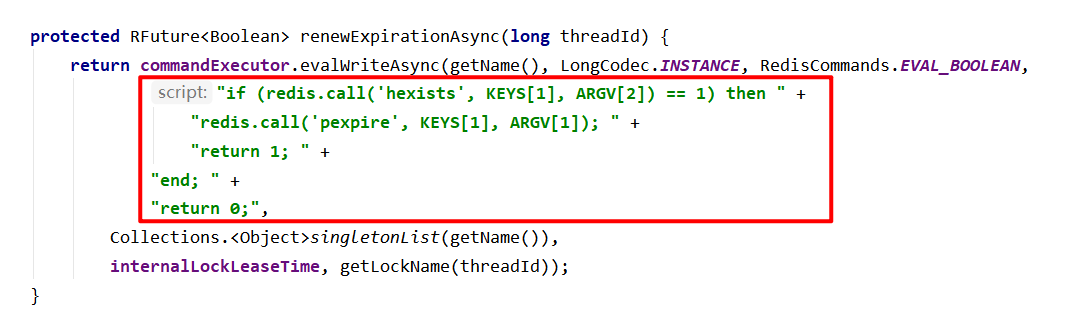 protected RFuture<Boolean> renewExpirationAsync(long threadId) {
return commandExecutor.evalWriteAsync(getName(), LongCodec.INSTANCE, RedisCommands.EVAL_BOOLEAN,
script: "if (redis.call('hexists', KEYS[1], ARGV[2]) == 1) then " +
"redis.call('pexpire', KEYS[1], ARGV[1]); " +
"return 1; " +
"end; " +
"return 0;",
Collections.<Object>singletonList(getName()),
internalLockLeaseTime, getLockName(threadId));
}